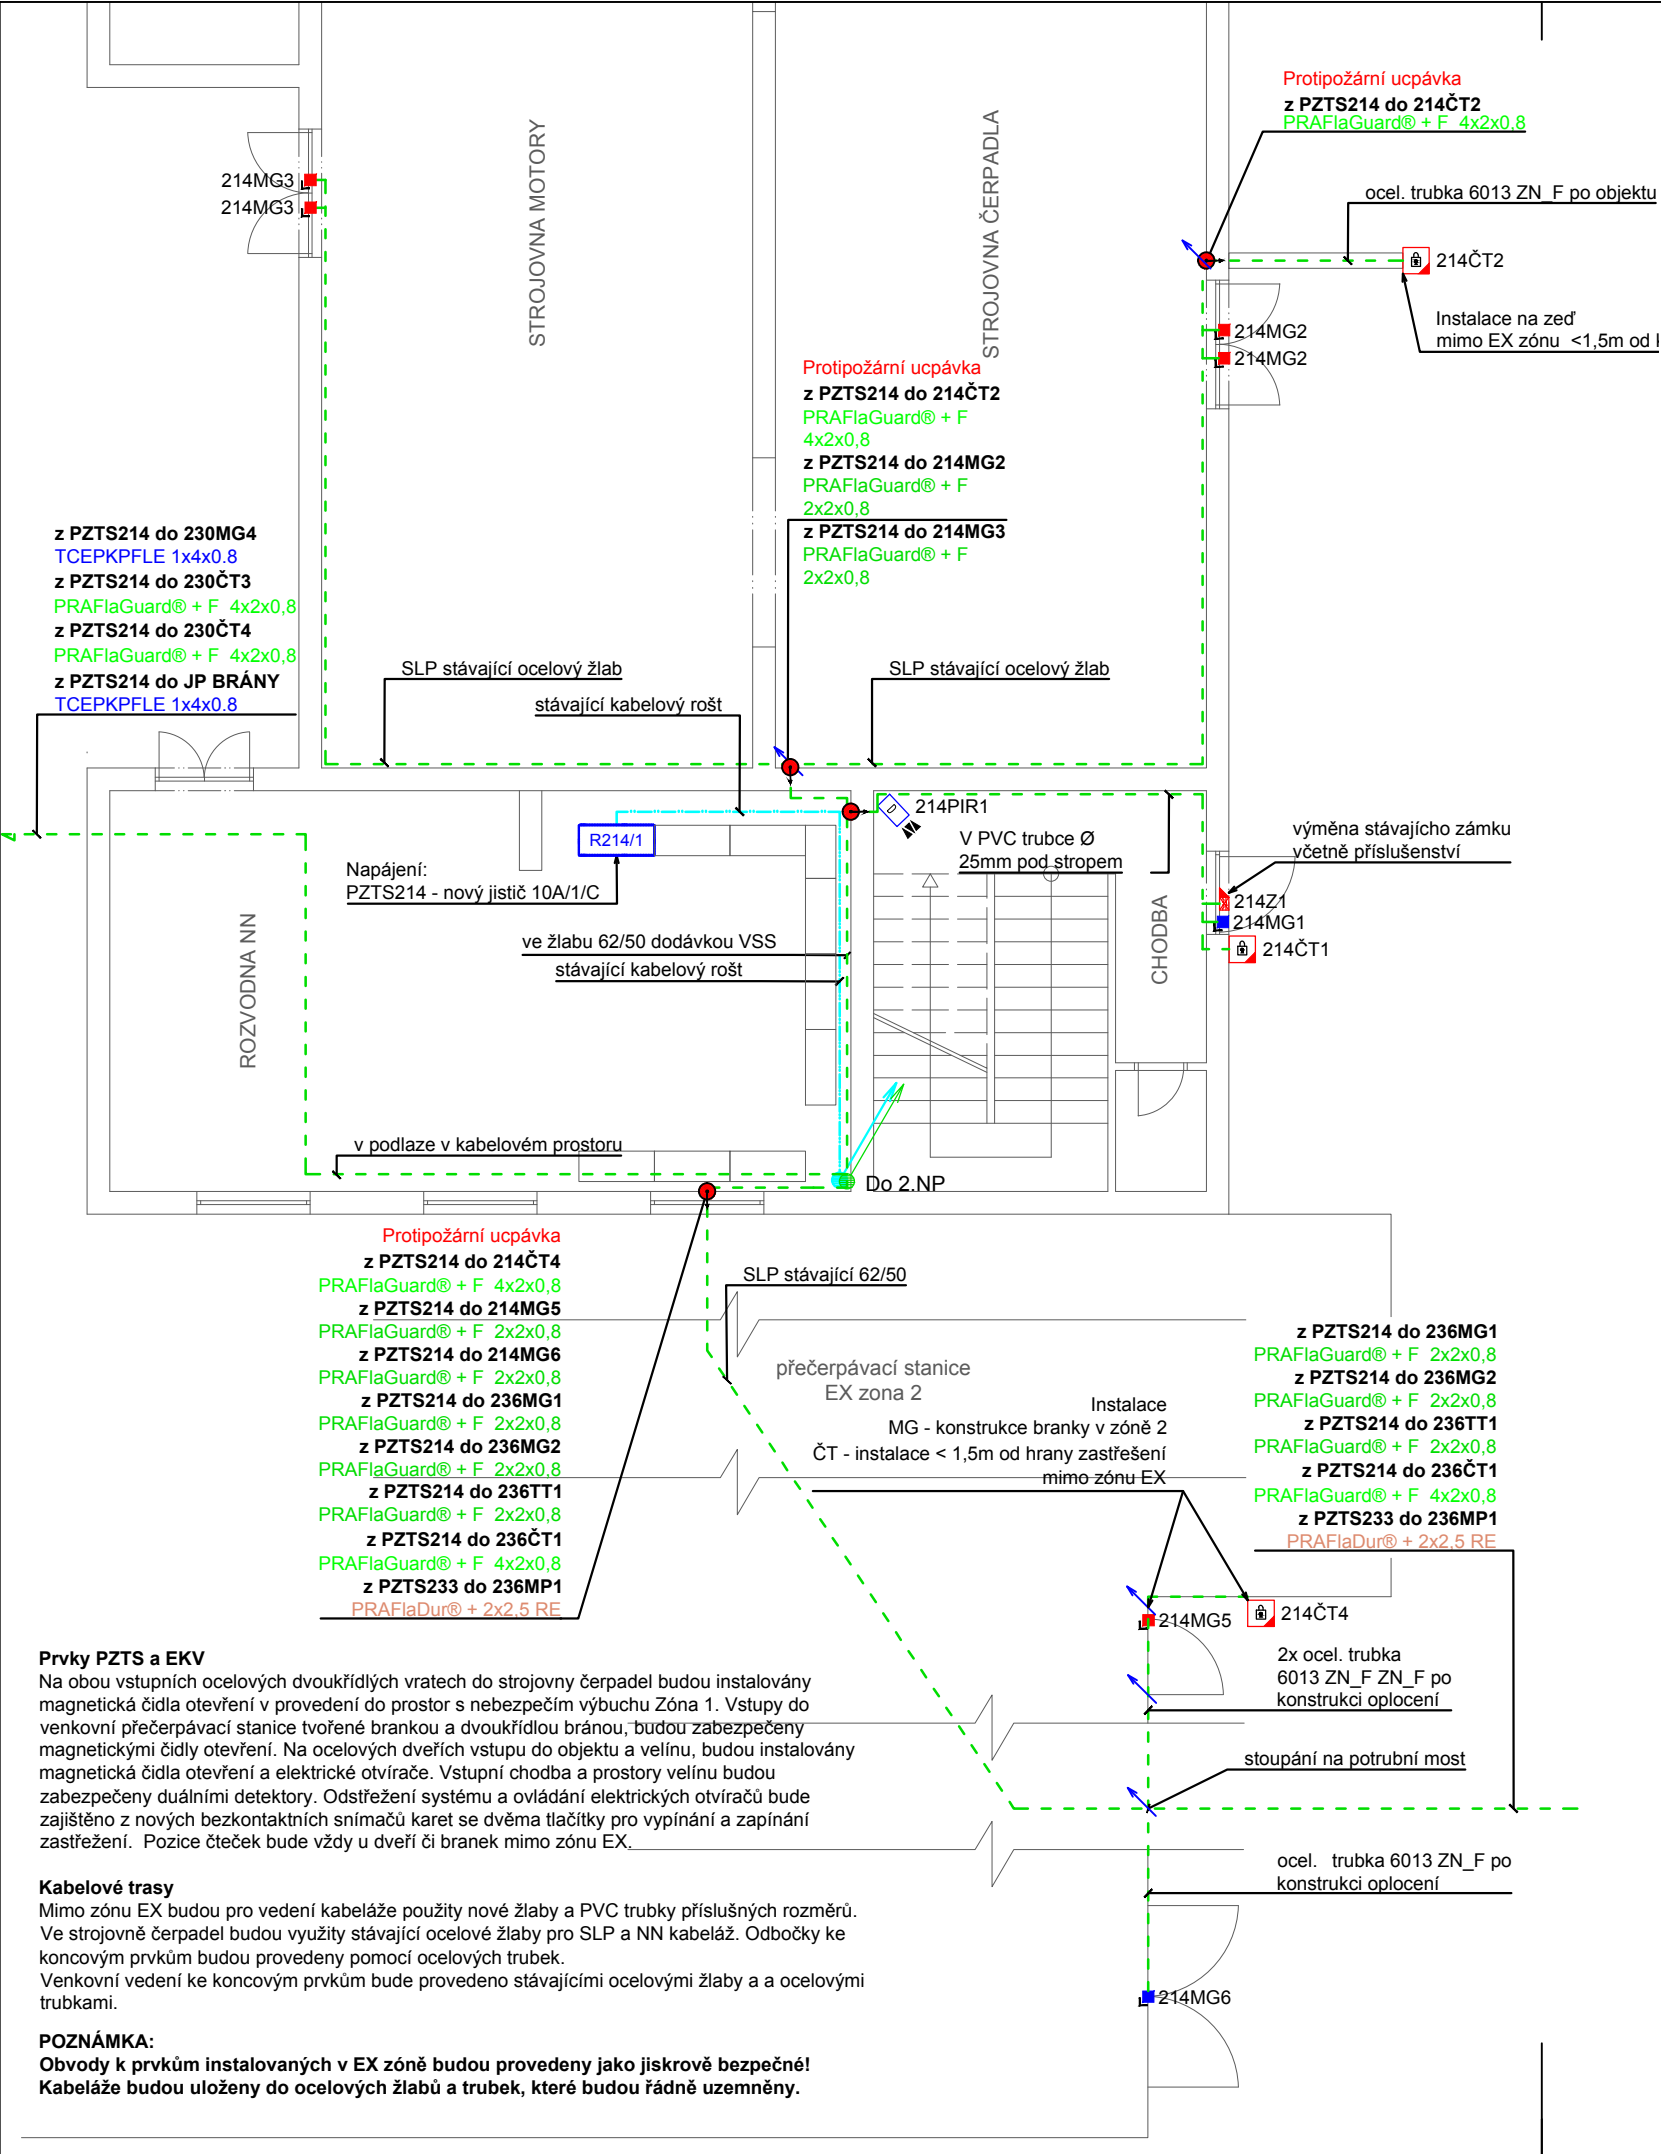 Protipožární ucpávka
z PZTS214 do 214ČT2
PRAFlaGuard® + F 4x2x0,8
STROJOVNA MOTORY
STROJOVNA ČERPADLA
214MG3
214MG3
ocel. trubka 6013 ZN_F po objektu
214ČT2
Instalace na zeď
mimo EX zónu <1,5m od
214MG2
214MG2
Protipožární ucpávka
z PZTS214 do 214ČT2
PRAFlaGuard® + F
4x2x0,8
z PZTS214 do 214MG2
PRAFlaGuard® + F
2x2x0,8
z PZTS214 do 214MG3
PRAFlaGuard® + F
2x2x0,8
z PZTS214 do 230MG4
TCEPKPFLE 1x4x0.8
z PZTS214 do 230ČT3
PRAFlaGuard® + F 4x2x0,8
z PZTS214 do 230ČT4
PRAFlaGuard® + F 4x2x0,8
z PZTS214 do JP BRÁNY
TCEPKPFLE 1x4x0.8
SLP stávající ocelový žlab
stávající kabelový rošt
SLP stávající ocelový žlab
214PIR1
R214/1
V PVC trubce Ø
25mm pod stropem
Napájení:
PZTS214 - nový jistič 10A/1/C
výměna stávajícho zámku
včetně příslušenství
214Z1
214MG1
214ČT1
CHODBA
ROZVODNA NN
ve žlabu 62/50 dodávkou VSS
stávající kabelový rošt
v podlaze v kabelovém prostoru
Do 2.NP
Protipožární ucpávka
z PZTS214 do 214ČT4
PRAFlaGuard® + F 4x2x0,8
z PZTS214 do 214MG5
PRAFlaGuard® + F 2x2x0,8
z PZTS214 do 214MG6
PRAFlaGuard® + F 2x2x0,8
z PZTS214 do 236MG1
PRAFlaGuard® + F 2x2x0,8
z PZTS214 do 236MG2
PRAFlaGuard® + F 2x2x0,8
z PZTS214 do 236TT1
PRAFlaGuard® + F 2x2x0,8
z PZTS214 do 236ČT1
PRAFlaGuard® + F 4x2x0,8
z PZTS233 do 236MP1
PRAFlaDur® + 2x2,5 RE
SLP stávající 62/50
přečerpávací stanice
EX zona 2
Instalace
MG - konstrukce branky v zóně 2
ČT - instalace < 1,5m od hrany zastřešení
mimo zónu EX
z PZTS214 do 236MG1
PRAFlaGuard® + F 2x2x0,8
z PZTS214 do 236MG2
PRAFlaGuard® + F 2x2x0,8
z PZTS214 do 236TT1
PRAFlaGuard® + F 2x2x0,8
z PZTS214 do 236ČT1
PRAFlaGuard® + F 4x2x0,8
z PZTS233 do 236MP1
PRAFlaDur® + 2x2,5 RE
214MG5
214ČT4
2x ocel. trubka
6013 ZN_F ZN_F po
konstrukci oplocení
stoupání na potrubní most
ocel. trubka 6013 ZN_F po
konstrukci oplocení
214MG6
Prvky PZTS a EKV
Na obou vstupních ocelových dvoukřídlých vratech do strojovny čerpadel budou instalovány
magnetická čidla otevření v provedení do prostor s nebezpečím výbuchu Zóna 1. Vstupy do
venkovní přečerpávací stanice tvořené brankou a dvoukřídlou bránou, budou zabezpečeny
magnetickými čidly otevření. Na ocelových dveřích vstupu do objektu a velínu, budou instalovány
magnetická čidla otevření a elektrické otvírače. Vstupní chodba a prostory velínu budou
zabezpečeny duálními detektory. Odstřežení systému a ovládání elektrických otvíračů bude
zajištěno z nových bezkontaktních snímačů karet se dvěma tlačítky pro vypínání a zapínání
zastřežení. Pozice čteček bude vždy u dveří či branek mimo zónu EX.
Kabelové trasy
Mimo zónu EX budou pro vedení kabeláže použity nové žlaby a PVC trubky příslušných rozměrů.
Ve strojovně čerpadel budou využity stávající ocelové žlaby pro SLP a NN kabeláž. Odbočky ke
koncovým prvkům budou provedeny pomocí ocelových trubek.
Venkovní vedení ke koncovým prvkům bude provedeno stávajícími ocelovými žlaby a a ocelovými
trubkami.
POZNÁMKA:
Obvody k prvkům instalovaných v EX zóně budou provedeny jako jiskrově bezpečné!
Kabeláže budou uloženy do ocelových žlabů a trubek, které budou řádně uzemněny.